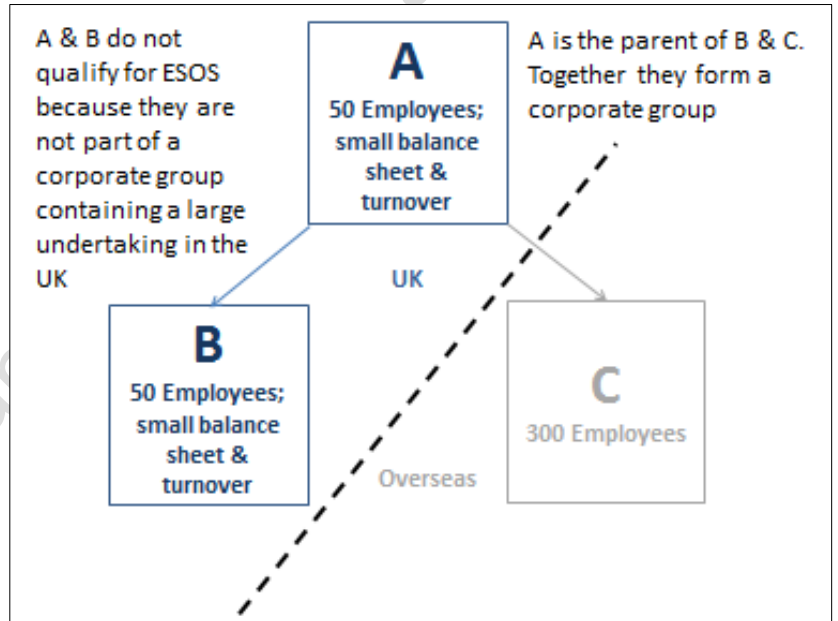 A & B do not
qualify for ESOS
because they are
not part of a
corporate group
containing a large
undertaking in the
UK
A
50 Employees;
small balance
sheet &
turnover
A is the parent of B & C.
Together they form a
corporate group
UK
B
50 Employees;
small balance
sheet &
turnover
C
300 Employees
Overseas